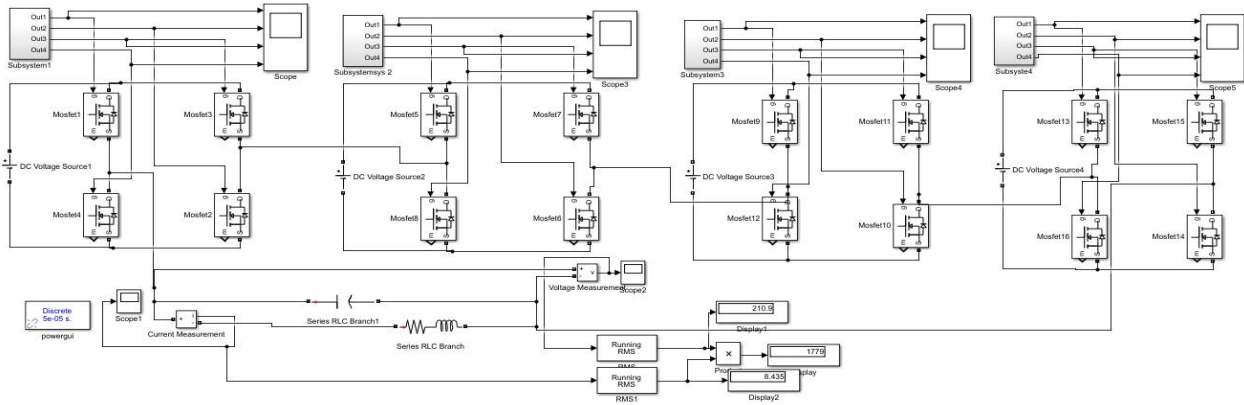 Out1
Out2
Out3
Out4
Subsystem1
Scope
Out1
Out2
Out3
Out4
Subsystemsys 2
Scope3
Out1
Out2
Out3
Out4
Subsystem3
Scope4
Out1
Out2
Out3
Out4
Subsyste4
Scope5
Mosfet1
Mosfet3
Mosfet5
Mosfet7
Mosfet9
Mosfet11
Mosfet13
Mosfet15
DC Voltage Source1
DC Voltage Source2
DC Voltage Source3
DC Voltage Source4
Mosfet4
Mosfet2
Mosfet8
Mosfet6
Mosfet12
Mosfet10
Mosfet16
Mosfet14
Voltage Measurement
Scope2
Discrete
5e-05 s.
powergui
Scope1
Current Measurement
Series RLC Branch1
Series RLC Branch
210.9
Display1
Running
RMS
1779
8.435
Display2
Running
RMS
RMS1